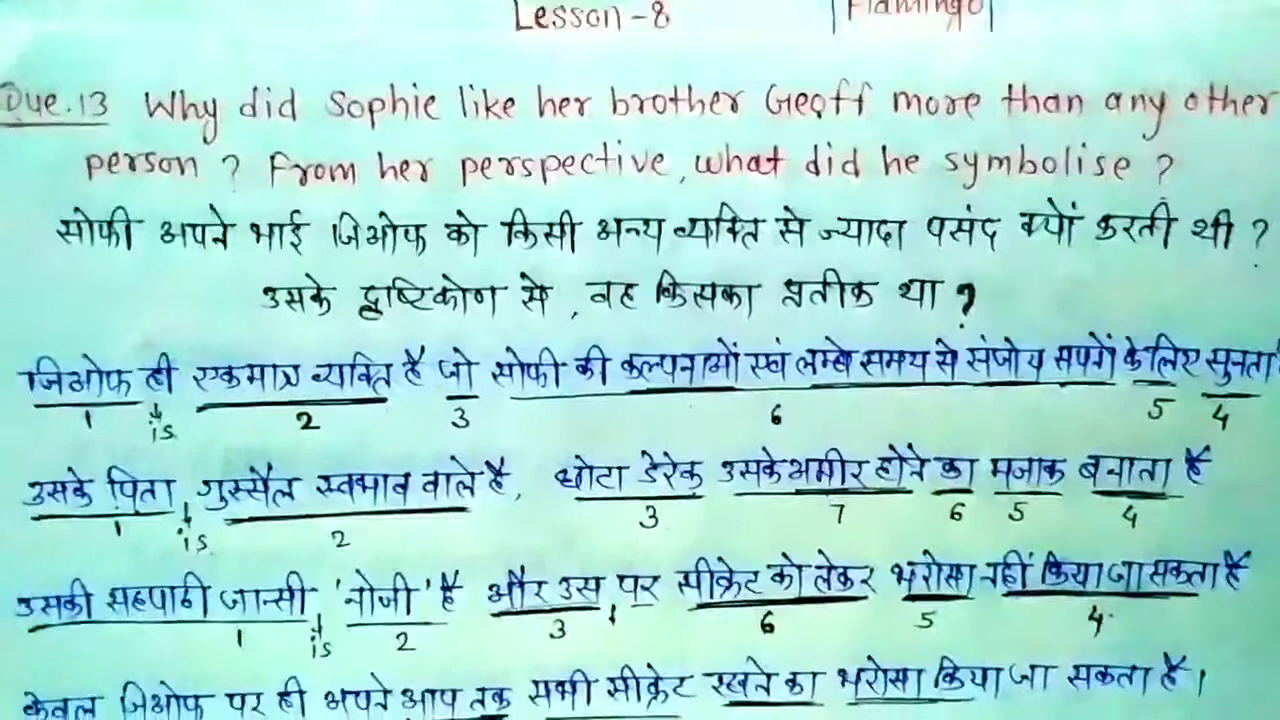 Lesson-8 |Flamingo|
Que.13 Why did Sophie like her brother Geoff more than any other
person ? From her perspective, what did he symbolise ?
सोफी अपने भाई जिओफ को किसी अन्य व्यक्ति से ज्यादा पसंद क्यों करती थी ?
उसके दृष्टिकोण से , वह किसका प्रतीक था ?
जिओफ ही एकमात्र व्यक्ति है जो सोफी की कल्पनाओं एवं लम्बे समय से संजोय सपनों के लिए सुनता
1 is 2 3 6 5 4
उसके पिता गुस्सैल स्वभाव वाले है, छोटा डेरेक उसके अमीर होने का मजाक बनाता है
1 is 2 3 7 6 5 4
उसकी सहपाठी जान्सी 'नोजी' है और उस पर सीक्रेट को लेकर भरोसा नहीं किया जा सकता है
1 is 2 3 6 5 4
केवल जिओफ पर ही अपने आप तक सभी सीक्रेट रखने का भरोसा किया जा सकता है।